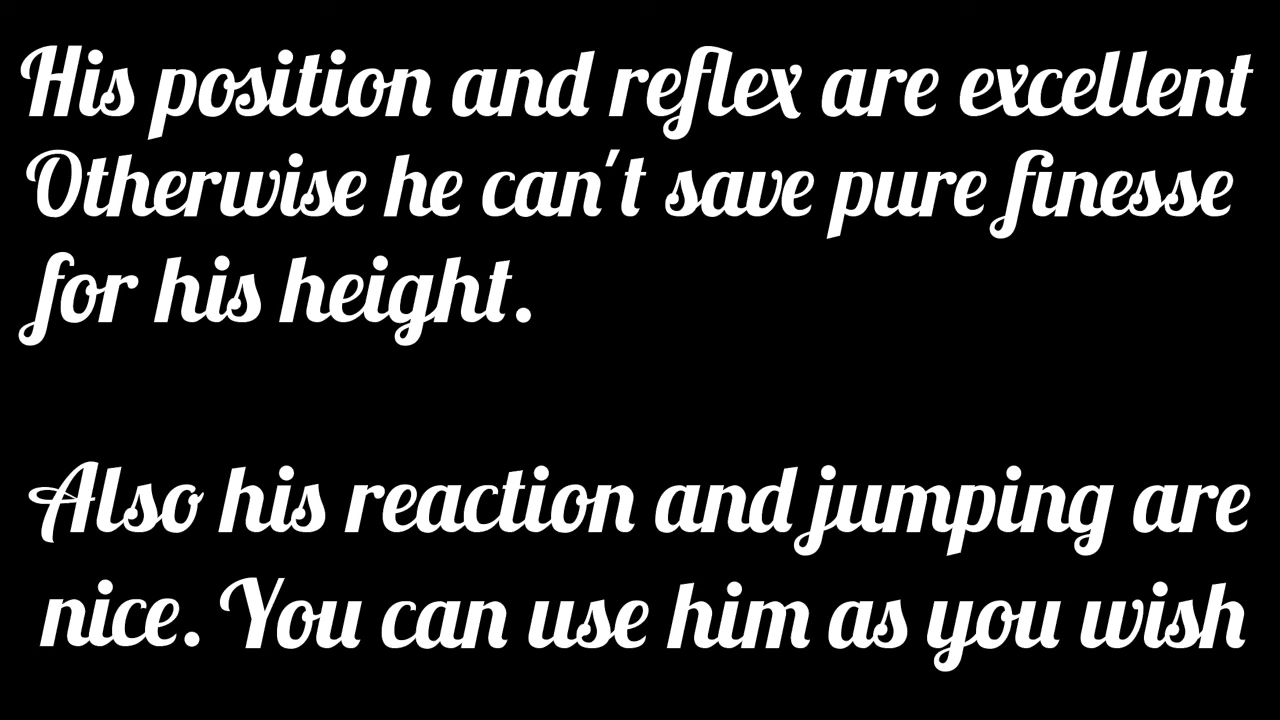 His position and reflex are excellent
Otherwise he can't save pure finesse
for his height.
Also his reaction and jumping are
nice. You can use him as you wish